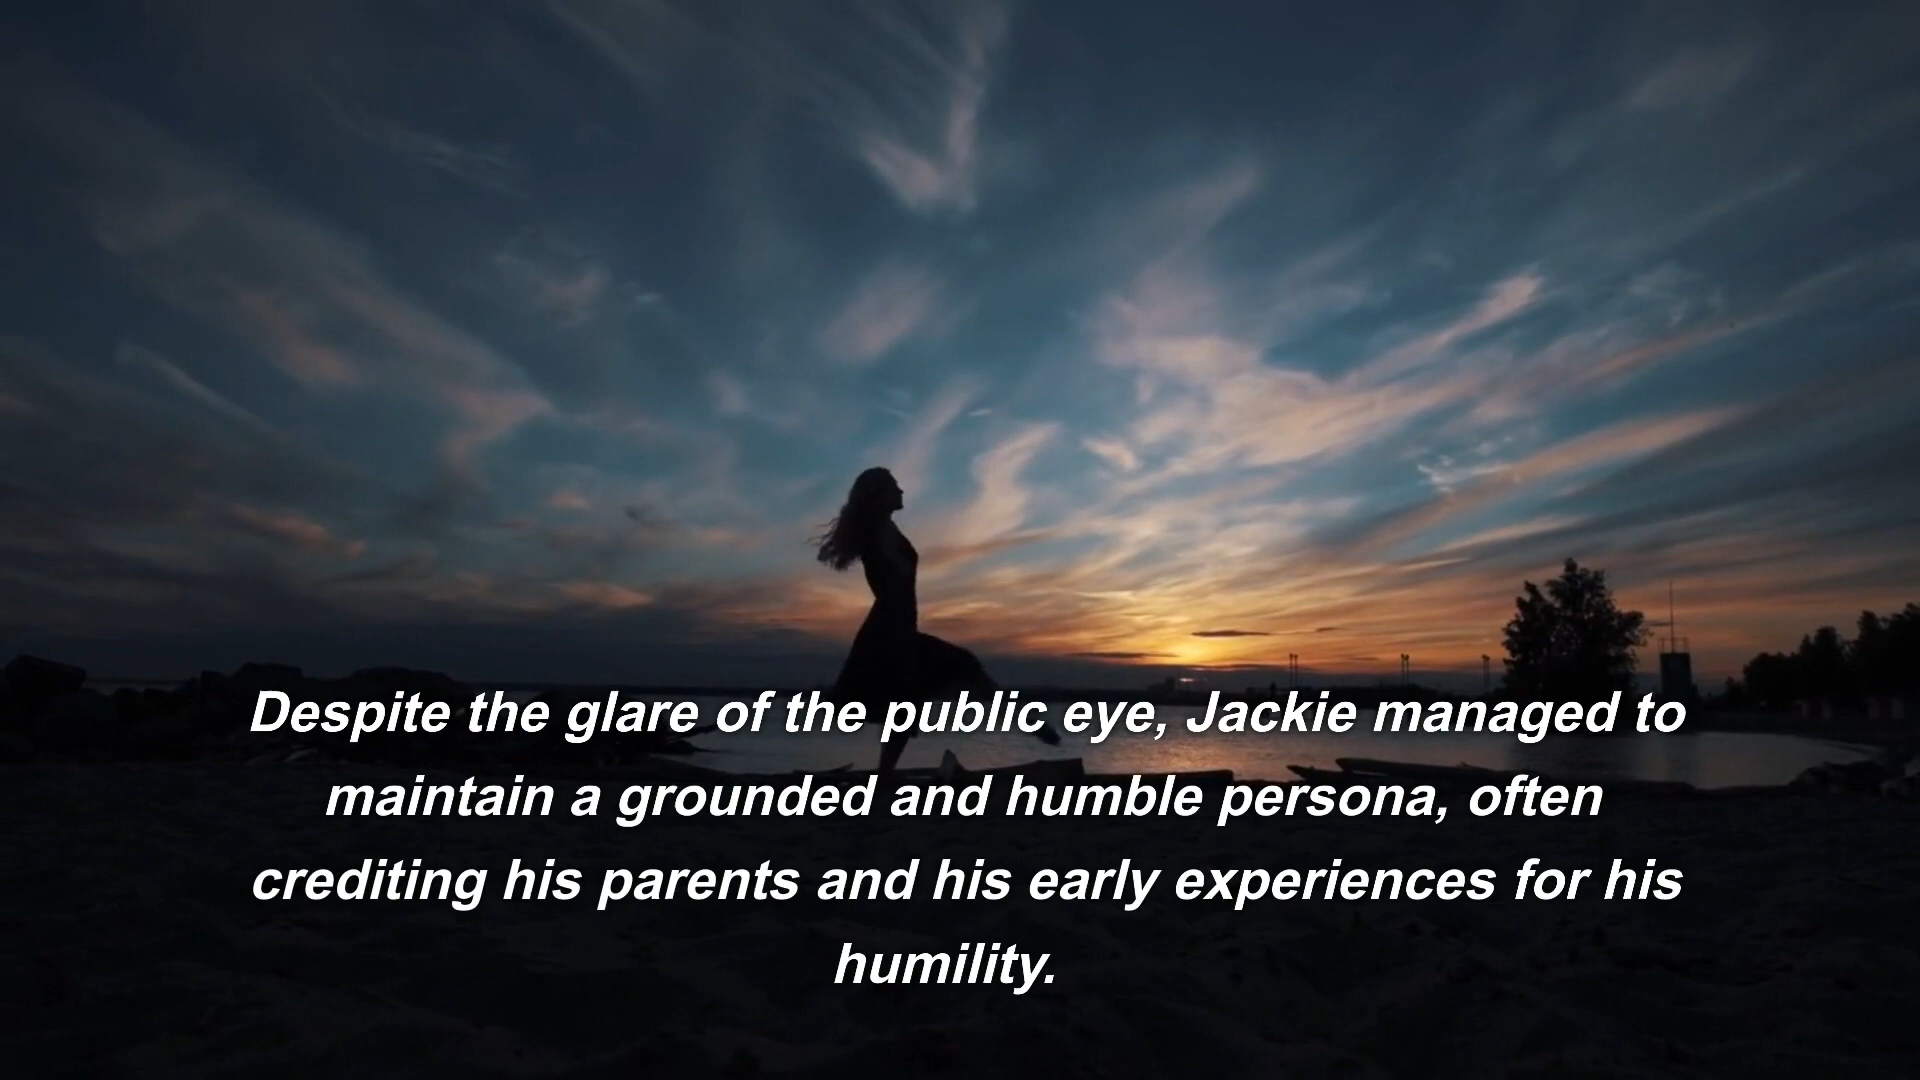 Despite the glare of the public eye, Jackie managed to
maintain a grounded and humble persona, often
crediting his parents and his early experiences for his
humility.